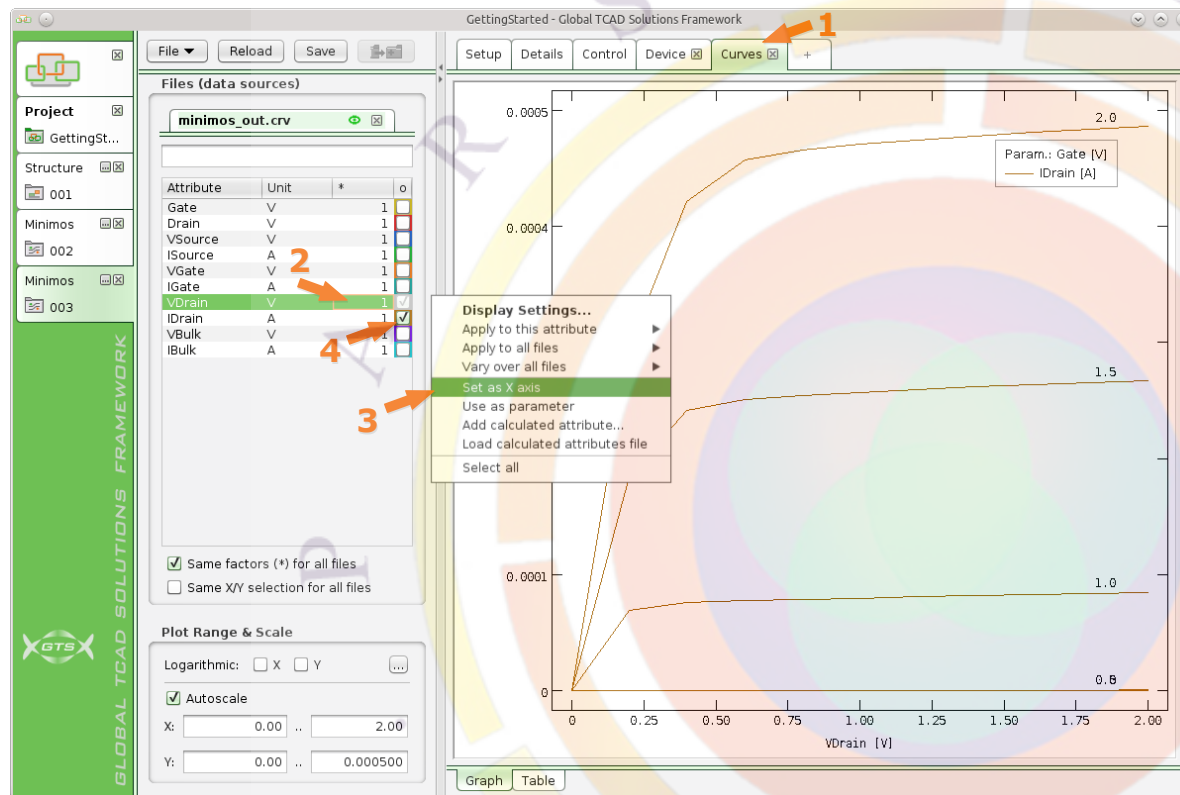 GettingStarted - Global TCAD Solutions Framework
1
Project
GettingSt...
Structure
001
Minimos
002
Minimos
003
GLOBAL TCAD SOLUTIONS FRAMEWORK
GTS
File Reload Save
Files (data sources)
minimos_out.crv
Attribute Unit * o
Gate V 1
Drain V 1
VSource V 1
ISource A 1
VGate V 1
IGate A 1
VDrain V 1
IDrain A 1
VBulk V 1
IBulk A 1
2
4
3
Same factors (*) for all files
Same X/Y selection for all files
Plot Range & Scale
Logarithmic: X Y ...
Autoscale
X: 0.00 .. 2.00
Y: 0.00 .. 0.000500
Display Settings...
Apply to this attribute
Apply to all files
Vary over all files
Set as X axis
Use as parameter
Add calculated attribute...
Load calculated attributes file
Select all
Setup Details Control Device Curves +
0.0005
2.0
Param.: Gate [V]
IDrain [A]
0.0004
1.5
0.0001
1.0
0
0 0.25 0.50 0.75 1.00 1.25 1.50 1.75 2.00
VDrain [V]
Graph Table
P A R S